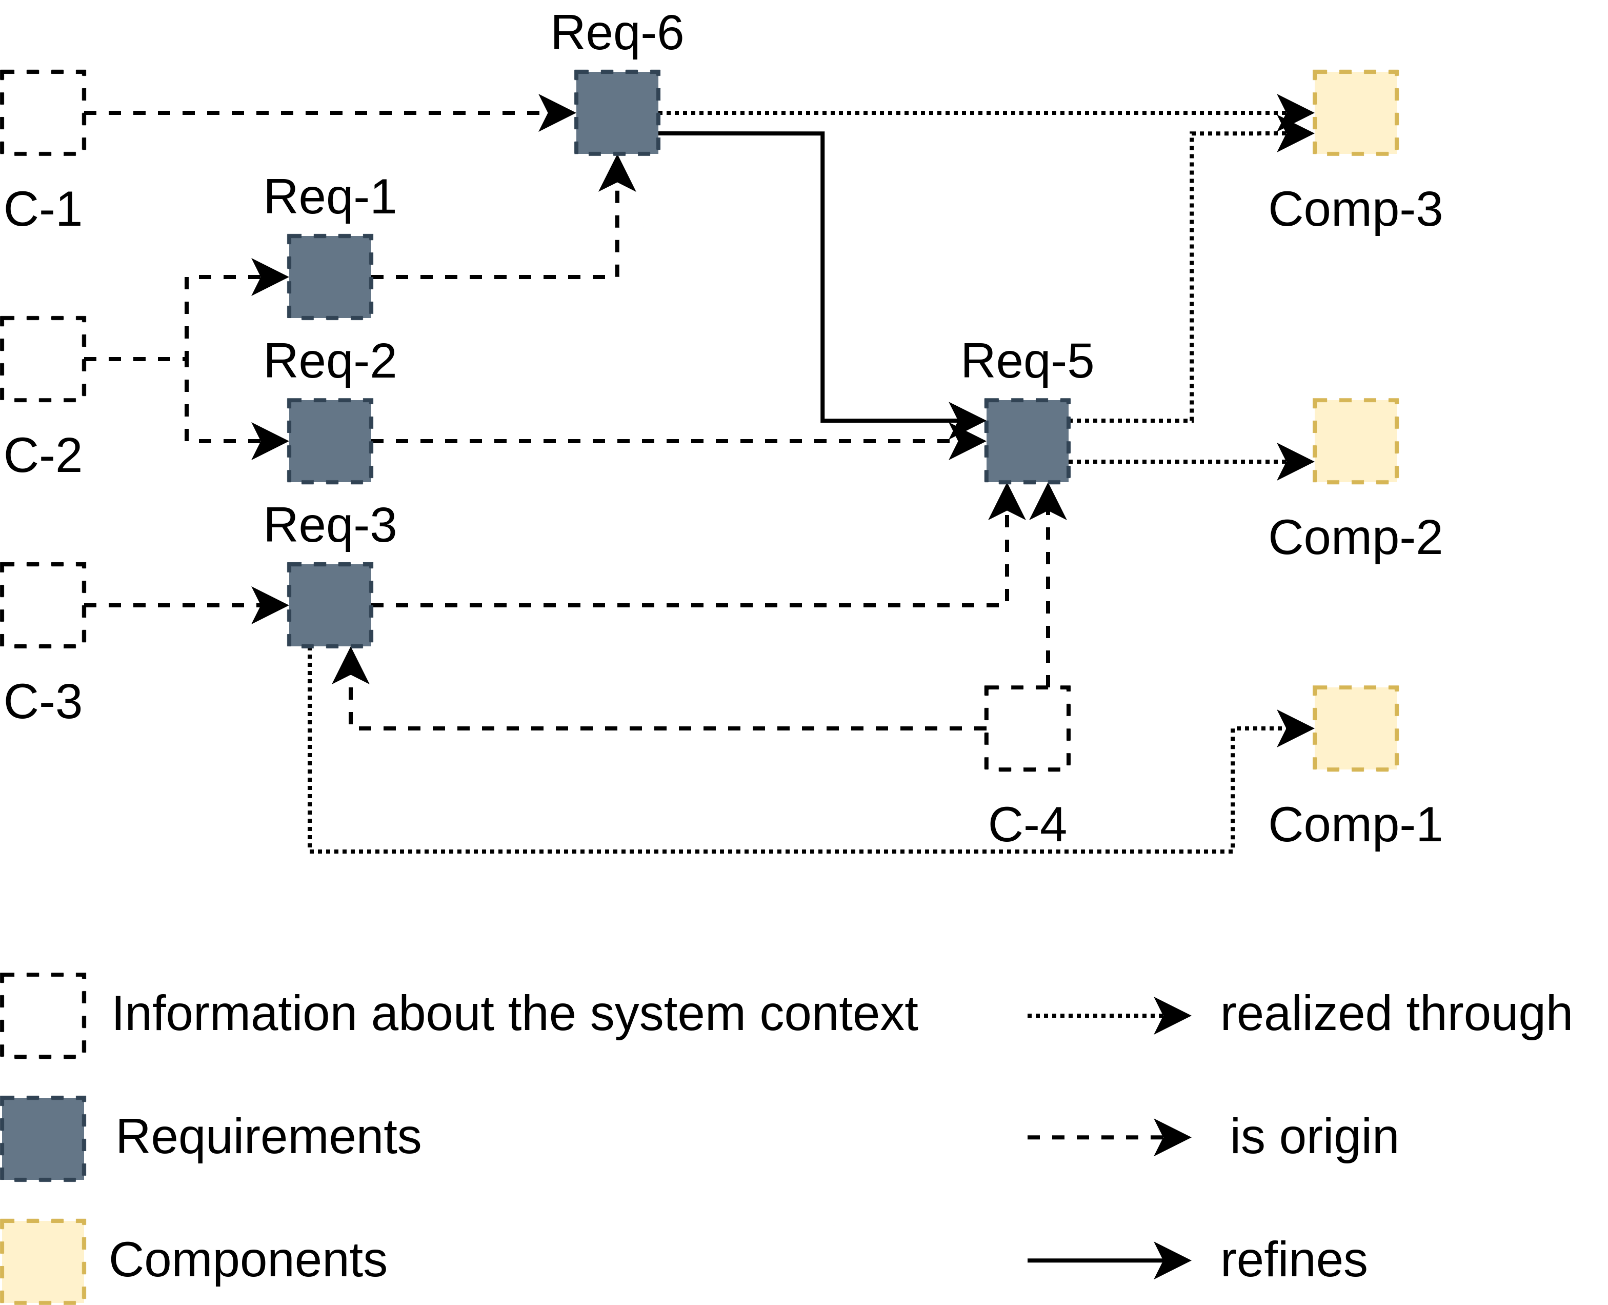 Req-6
C-1
Req-1
Comp-3
Req-2
Req-5
C-2
Req-3
Comp-2
C-3
C-4
Comp-1
Information about the system context
realized through
Requirements
is origin
Components
refines